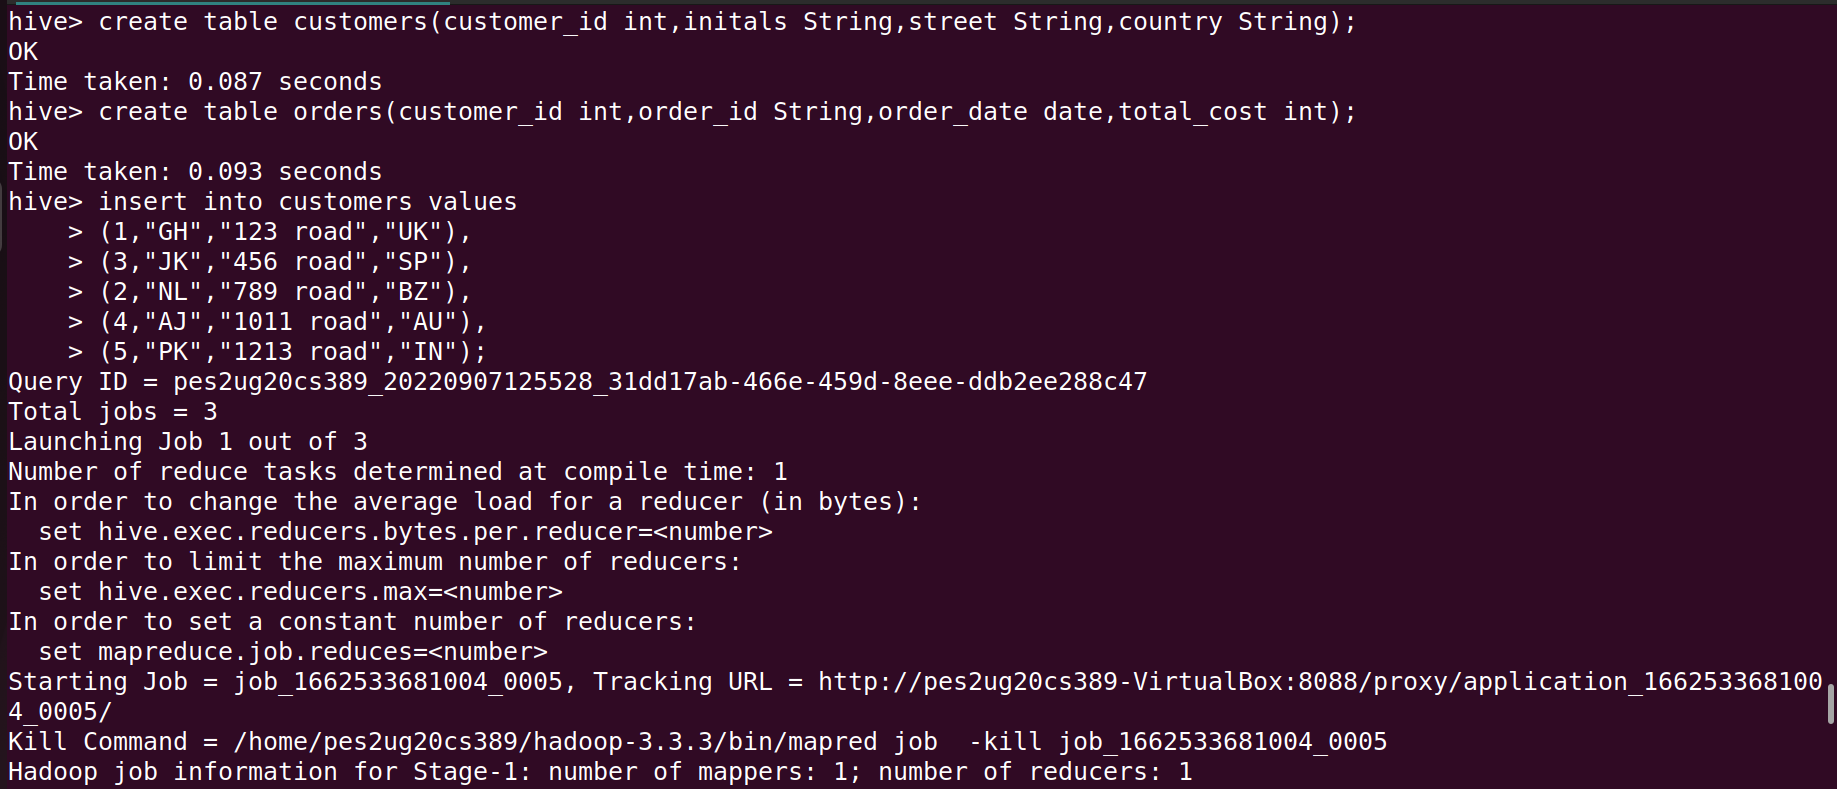 hive> create table customers(customer_id int,initals String,street String,country String);
OK
Time taken: 0.087 seconds
hive> create table orders(customer_id int,order_id String,order_date date,total_cost int);
OK
Time taken: 0.093 seconds
hive> insert into customers values
    > (1,"GH","123 road","UK"),
    > (3,"JK","456 road","SP"),
    > (2,"NL","789 road","BZ"),
    > (4,"AJ","1011 road","AU"),
    > (5,"PK","1213 road","IN");
Query ID = pes2ug20cs389_20220907125528_31dd17ab-466e-459d-8eee-ddb2ee288c47
Total jobs = 3
Launching Job 1 out of 3
Number of reduce tasks determined at compile time: 1
In order to change the average load for a reducer (in bytes):
  set hive.exec.reducers.bytes.per.reducer=<number>
In order to limit the maximum number of reducers:
  set hive.exec.reducers.max=<number>
In order to set a constant number of reducers:
  set mapreduce.job.reduces=<number>
Starting Job = job_1662533681004_0005, Tracking URL = http://pes2ug20cs389-VirtualBox:8088/proxy/application_166253368100
4_0005/
Kill Command = /home/pes2ug20cs389/hadoop-3.3.3/bin/mapred job  -kill job_1662533681004_0005
Hadoop job information for Stage-1: number of mappers: 1; number of reducers: 1